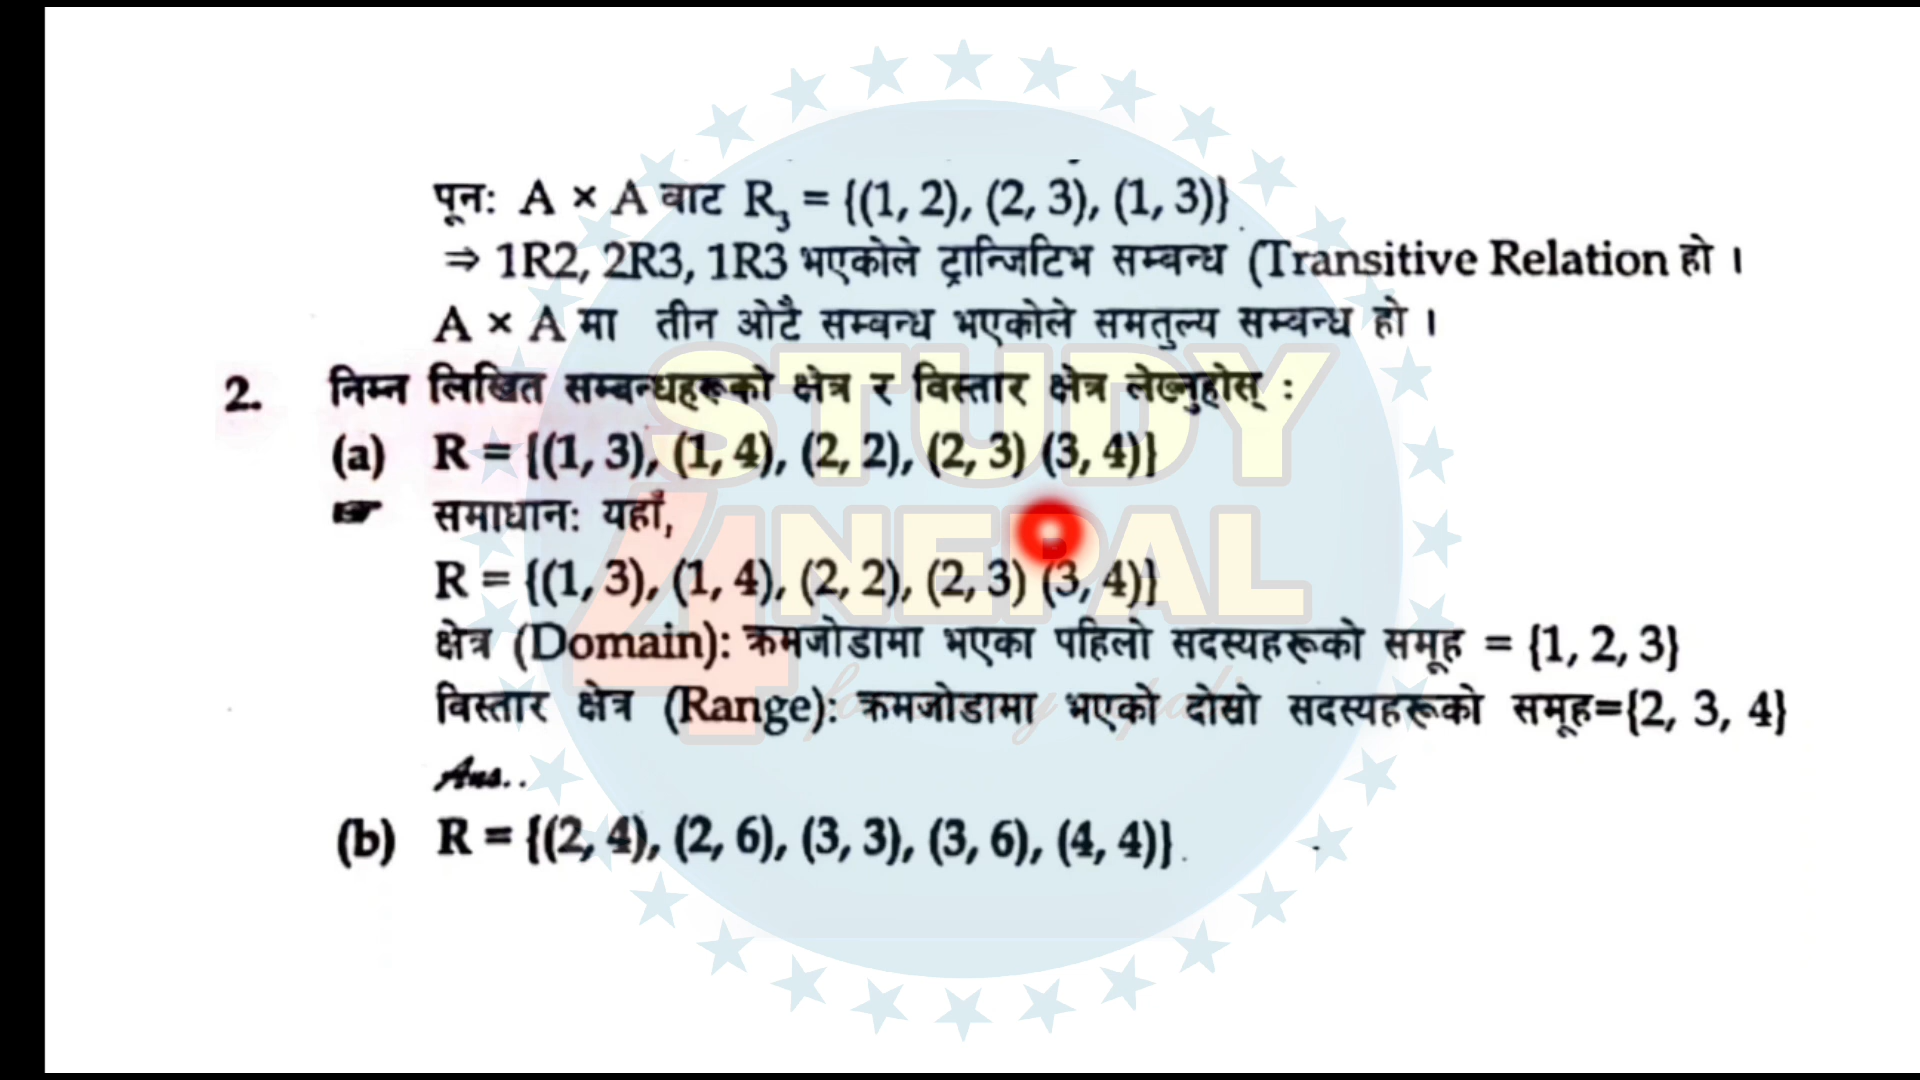 पूनः A × A वाट R₃ = {(1, 2), (2, 3), (1, 3)}
⇒ 1R2, 2R3, 1R3 भएकोले ट्रान्जिटिभ सम्बन्ध (Transitive Relation हो ।
A × A मा तीन ओटै सम्बन्ध भएकोले समतुल्य सम्बन्ध हो ।
2. निम्न लिखित सम्बन्धहरूको क्षेत्र र विस्तार क्षेत्र लेख्नुहोस् :
(a) R = {(1, 3), (1, 4), (2, 2), (2, 3) (3, 4)}
☞ समाधानः यहाँ,
R = {(1, 3), (1, 4), (2, 2), (2, 3) (3, 4)}
क्षेत्र (Domain): क्रमजोडामा भएका पहिलो सदस्यहरूको समूह = {1, 2, 3}
विस्तार क्षेत्र (Range): क्रमजोडामा भएको दोस्रो सदस्यहरूको समूह={2, 3, 4}
Ans..
(b) R = {(2, 4), (2, 6), (3, 3), (3, 6), (4, 4)}
STUDY
4 NEPAL